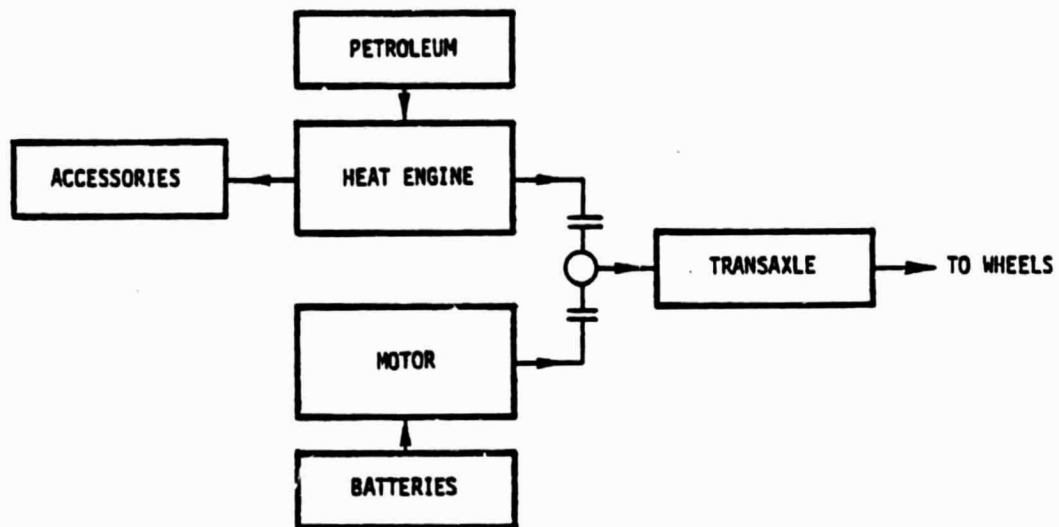 PETROLEUM
ACCESSORIES
HEAT ENGINE
TRANSAXLE
TO WHEELS
MOTOR
BATTERIES